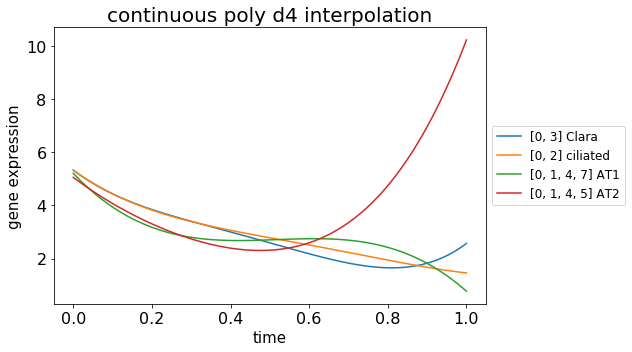 continuous poly d4 interpolation
gene expression
10
8
6
4
2
0.0 0.2 0.4 0.6 0.8 1.0
time
[0, 3] Clara
[0, 2] ciliated
[0, 1, 4, 7] AT1
[0, 1, 4, 5] AT2